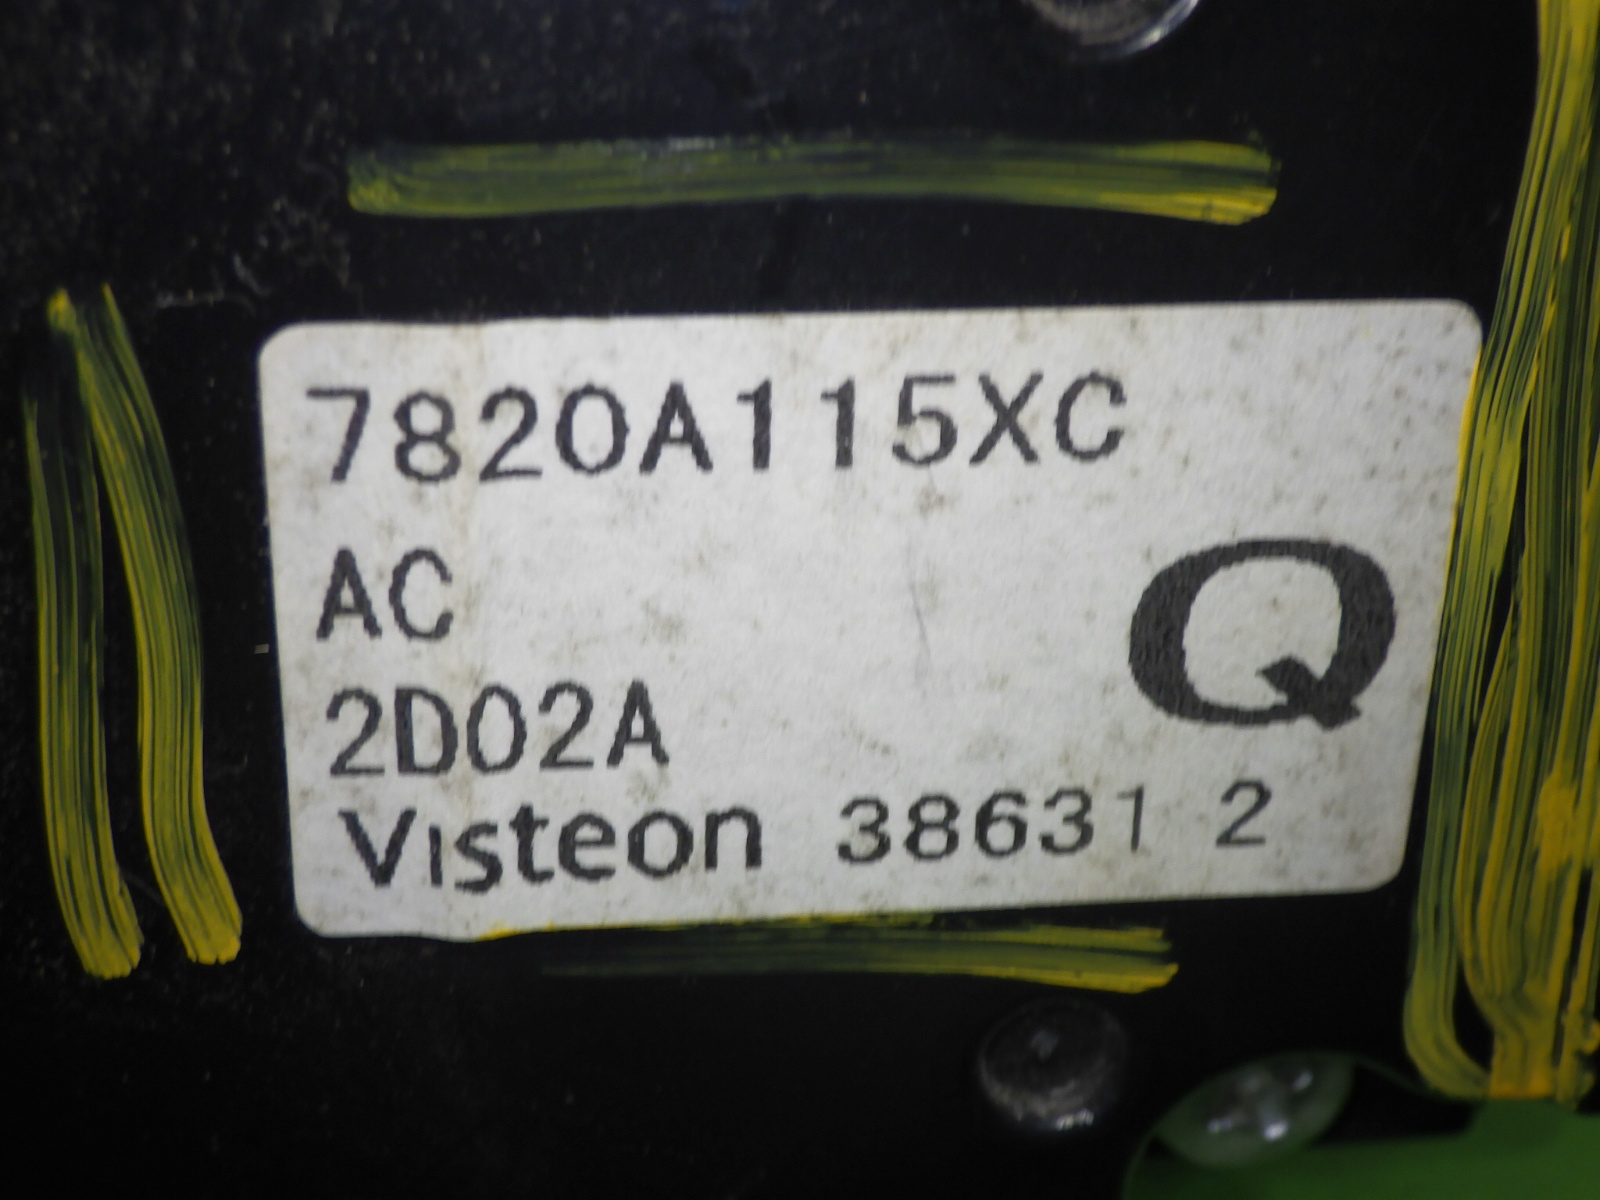 7820A115XC
AC
Q
2D02A
Visteon 38631 2